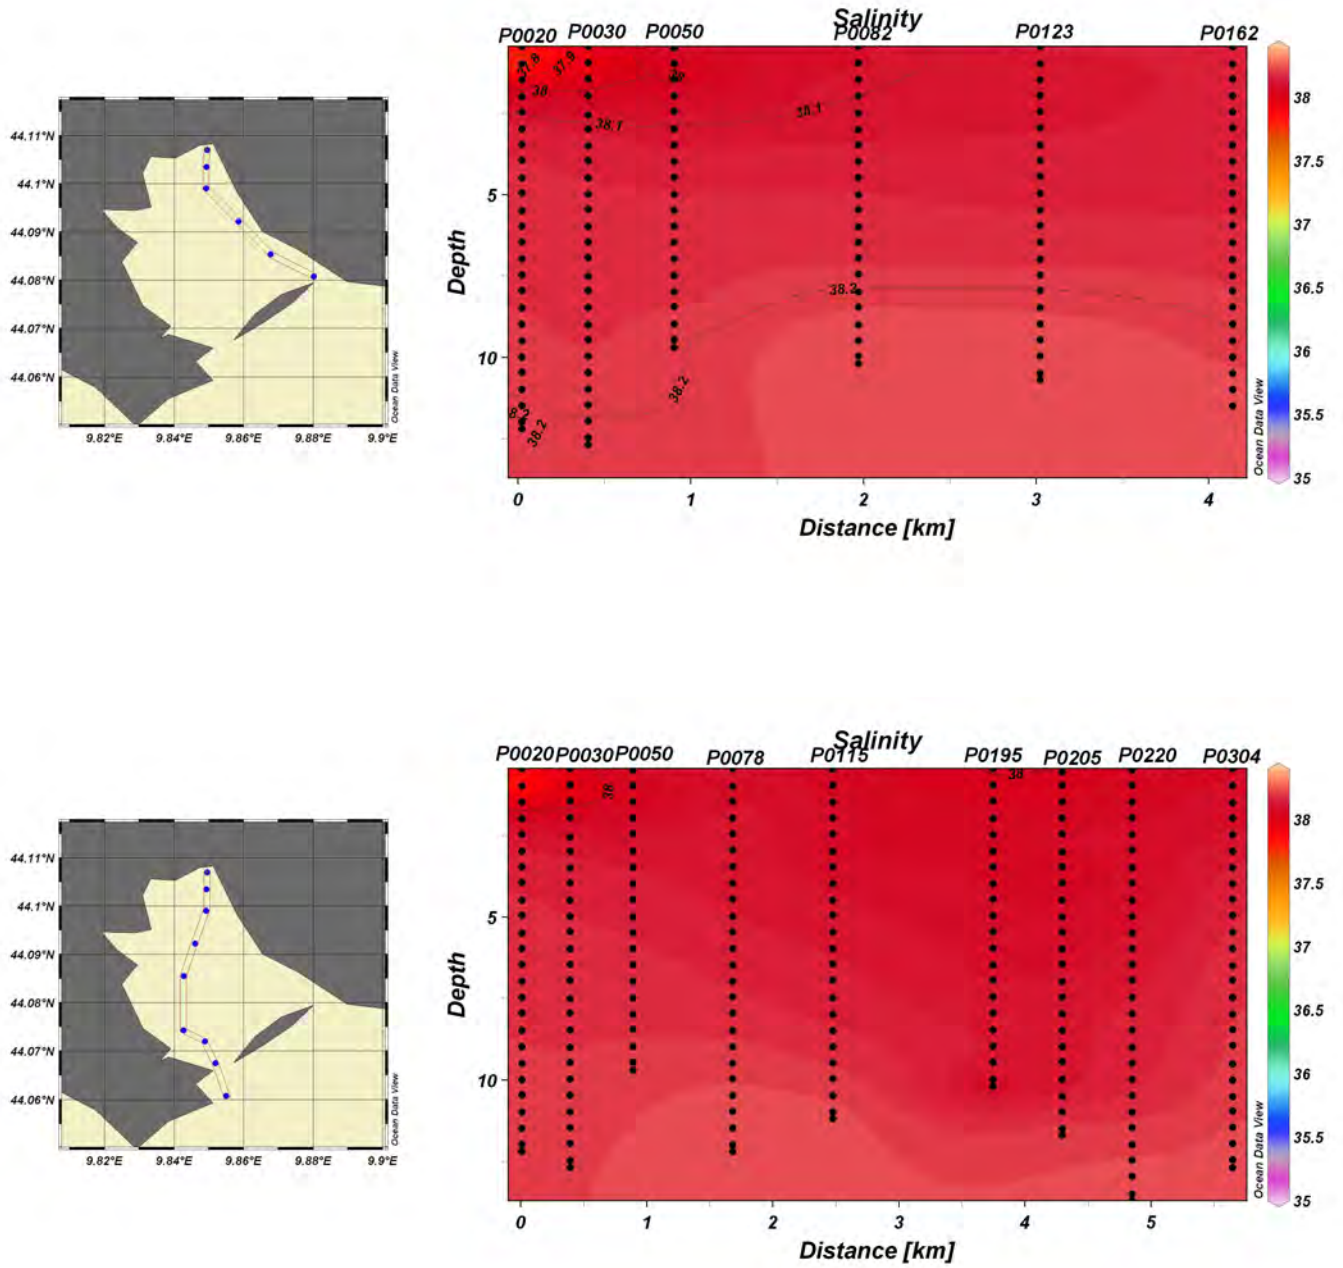 Salinity
P0020 P0030 P0050 P0082 P0123 P0162
37.8 37.9 38
38
38.1 38.1
38.2
38.2
38.2
5
10
Depth
0 1 2 3 4
Distance [km]
38
37.5
37
36.5
36
35.5
35
Ocean Data View
44.11°N
44.1°N
44.09°N
44.08°N
44.07°N
44.06°N
9.82°E 9.84°E 9.86°E 9.88°E 9.9°E
Ocean Data View
Salinity
P0020 P0030 P0050 P0078 P0115 P0195 P0205 P0220 P0304
38 38
5
10
Depth
0 1 2 3 4 5
Distance [km]
38
37.5
37
36.5
36
35.5
35
Ocean Data View
44.11°N
44.1°N
44.09°N
44.08°N
44.07°N
44.06°N
9.82°E 9.84°E 9.86°E 9.88°E 9.9°E
Ocean Data View